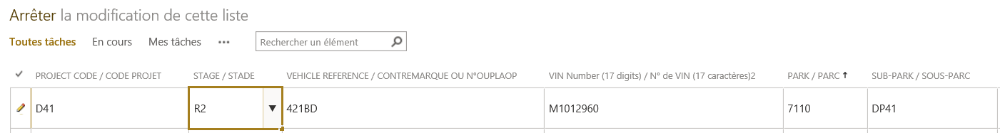 Arrêter la modification de cette liste
Toutes tâches En cours Mes tâches ••• Rechercher un élément
PROJECT CODE / CODE PROJET STAGE / STADE VEHICLE REFERENCE / CONTREMARQUE OU N°OUPLAOP VIN Number (17 digits) / N° de VIN (17 caractères)2 PARK / PARC SUB-PARK / SOUS-PARC
D41 R2 421BD M1012960 7110 DP41